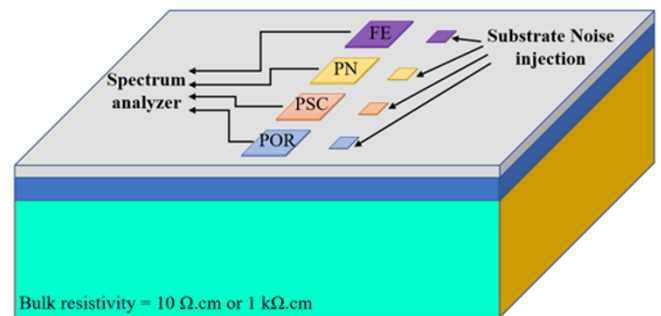 FE
Substrate Noise
injection
PN
Spectrum
analyzer
PSC
POR
Bulk resistivity = 10 Ω.cm or 1 kΩ.cm